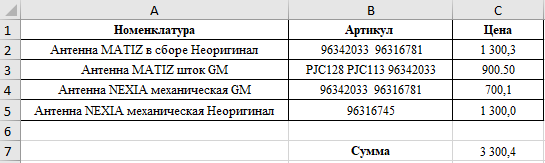 A B C
1 Номенклатура Артикул Цена
2 Антенна MATIZ в сборе Неоригинал 96342033 96316781 1 300,3
3 Антенна MATIZ шток GM PJC128 PJC113 96342033 900.50
4 Антенна NEXIA механическая GM 96342033 96316781 700,1
5 Антенна NEXIA механическая Неоригинал 96316745 1 300,0
6
7 Сумма 3 300,4